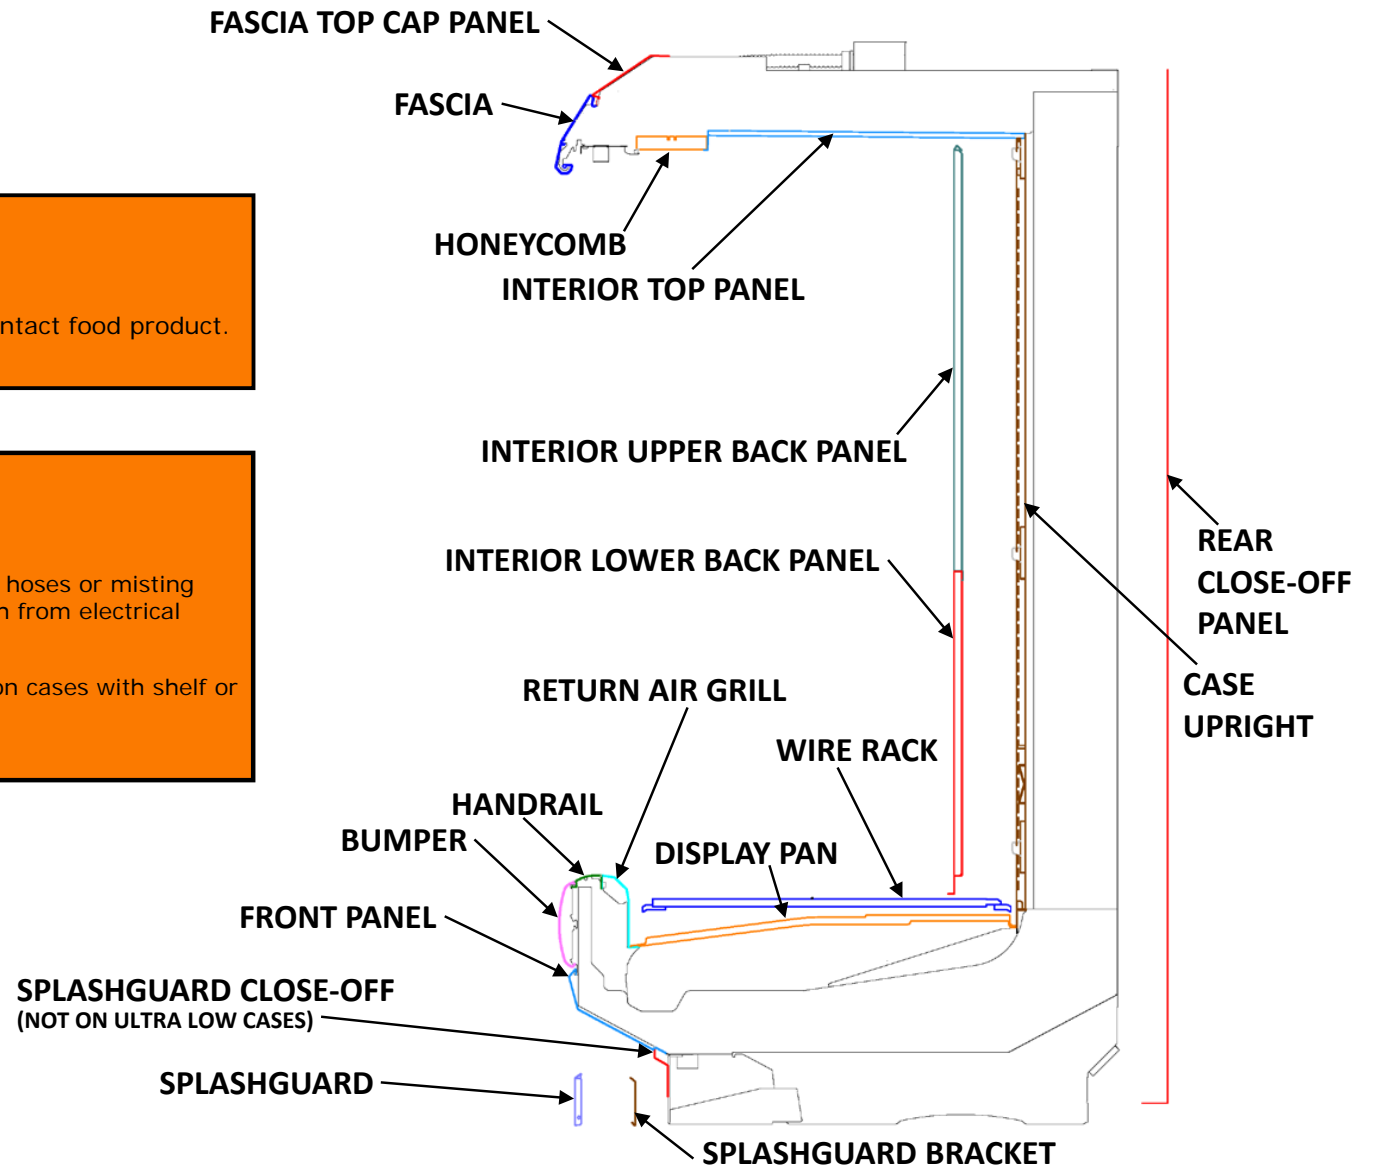 FASCIA TOP CAP PANEL
FASCIA
HONEYCOMB
INTERIOR TOP PANEL
ntact food product.
INTERIOR UPPER BACK PANEL
INTERIOR LOWER BACK PANEL
REAR
CLOSE-OFF
PANEL
hoses or misting
n from electrical
on cases with shelf or
CASE
UPRIGHT
RETURN AIR GRILL
WIRE RACK
HANDRAIL
BUMPER
DISPLAY PAN
FRONT PANEL
SPLASHGUARD CLOSE-OFF
(NOT ON ULTRA LOW CASES)
SPLASHGUARD
SPLASHGUARD BRACKET